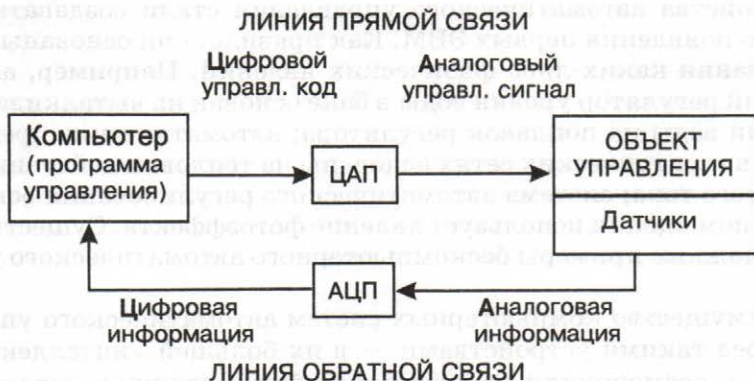 ЛИНИЯ ПРЯМОЙ СВЯЗИ
Цифровой управл. код
Аналоговый управл. сигнал
Компьютер
(программа
управления)
ЦАП
ОБЪЕКТ
УПРАВЛЕНИЯ
Датчики
АЦП
Цифровая
информация
Аналоговая
информация
ЛИНИЯ ОБРАТНОЙ СВЯЗИ